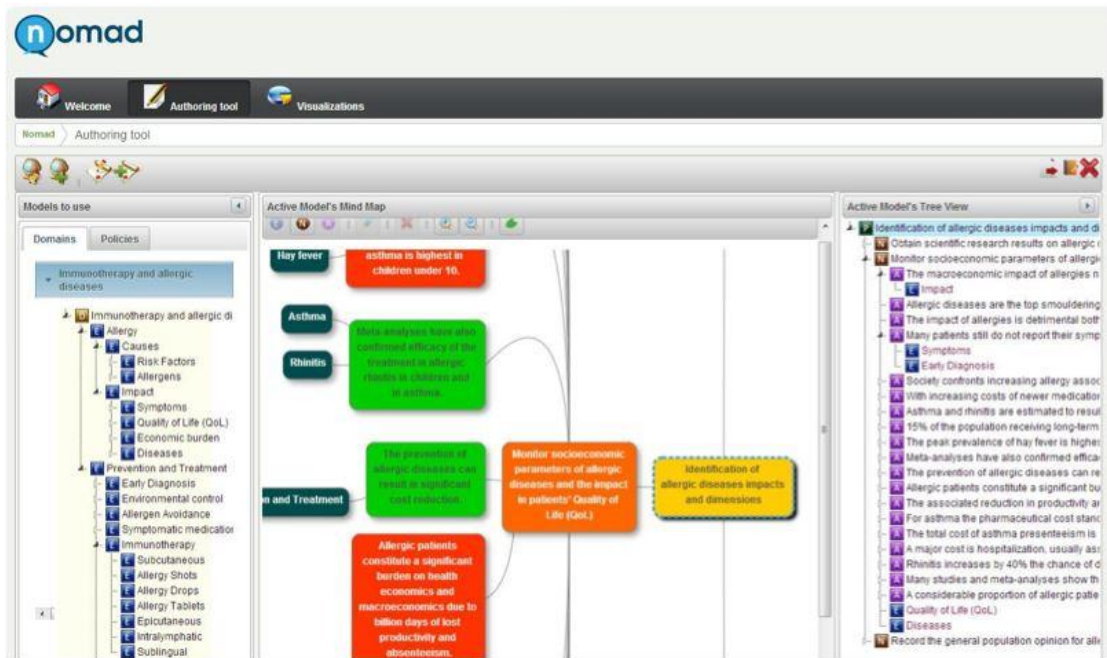 nomad
Welcome
Authoring tool
Visualizations
Nomad
Authoring tool
Models to use
Domains
Policies
Immunotherapy and allergic
diseases
Immunotherapy and allergic di
Allergy
Causes
Risk Factors
Allergens
Impact
Symptoms
Quality of Life (QoL)
Economic burden
Diseases
Prevention and Treatment
Early Diagnosis
Environmental control
Allergen Avoidance
Symptomatic medication
Immunotherapy
Subcutaneous
Allergy Shots
Allergy Drops
Allergy Tablets
Epicutaneous
Intralymphatic
Sublingual
Active Model's Mind Map
Hay fever
asthma is highest in
children under 10.
Asthma
Rhinitis
Meta-analyses have also
confirmed efficacy of the
treatment in allergic
rhinitis in children and
in asthma.
n and Treatment
The prevention of
allergic diseases can
result in significant
cost reduction.
Monitor socioeconomic
parameters of allergic
diseases and the impact
in patients' Quality of
Life (QoL)
Identification of
allergic diseases impacts
and dimensions
Allergic patients
constitute a significant
burden on health
economics and
macroeconomics due to
billion days of lost
productivity and
absenteeism.
Active Model's Tree View
Identification of allergic diseases impacts and di
Obtain scientific research results on allergic
Monitor socioeconomic parameters of allergi
The macroeconomic impact of allergies n
Impact
Allergic diseases are the top smouldering
The impact of allergies is detrimental both
Many patients still do not report their symp
Symptoms
Early Diagnosis
Society confronts increasing allergy assoc
With increasing costs of newer medication
Asthma and rhinitis are estimated to resul
15% of the population receiving long-term
The peak prevalence of hay fever is highes
Meta-analyses have also confirmed effica
The prevention of allergic diseases can re
Allergic patients constitute a significant bu
The associated reduction in productivity ar
For asthma the pharmaceutical cost stanc
The total cost of asthma presenteeism is
A major cost is hospitalization, usually ass
Rhinitis increases by 40% the chance of d
Many studies and meta-analyses show th
A considerable proportion of allergic patie
Quality of Life (QoL)
Diseases
Record the general population opinion for alle